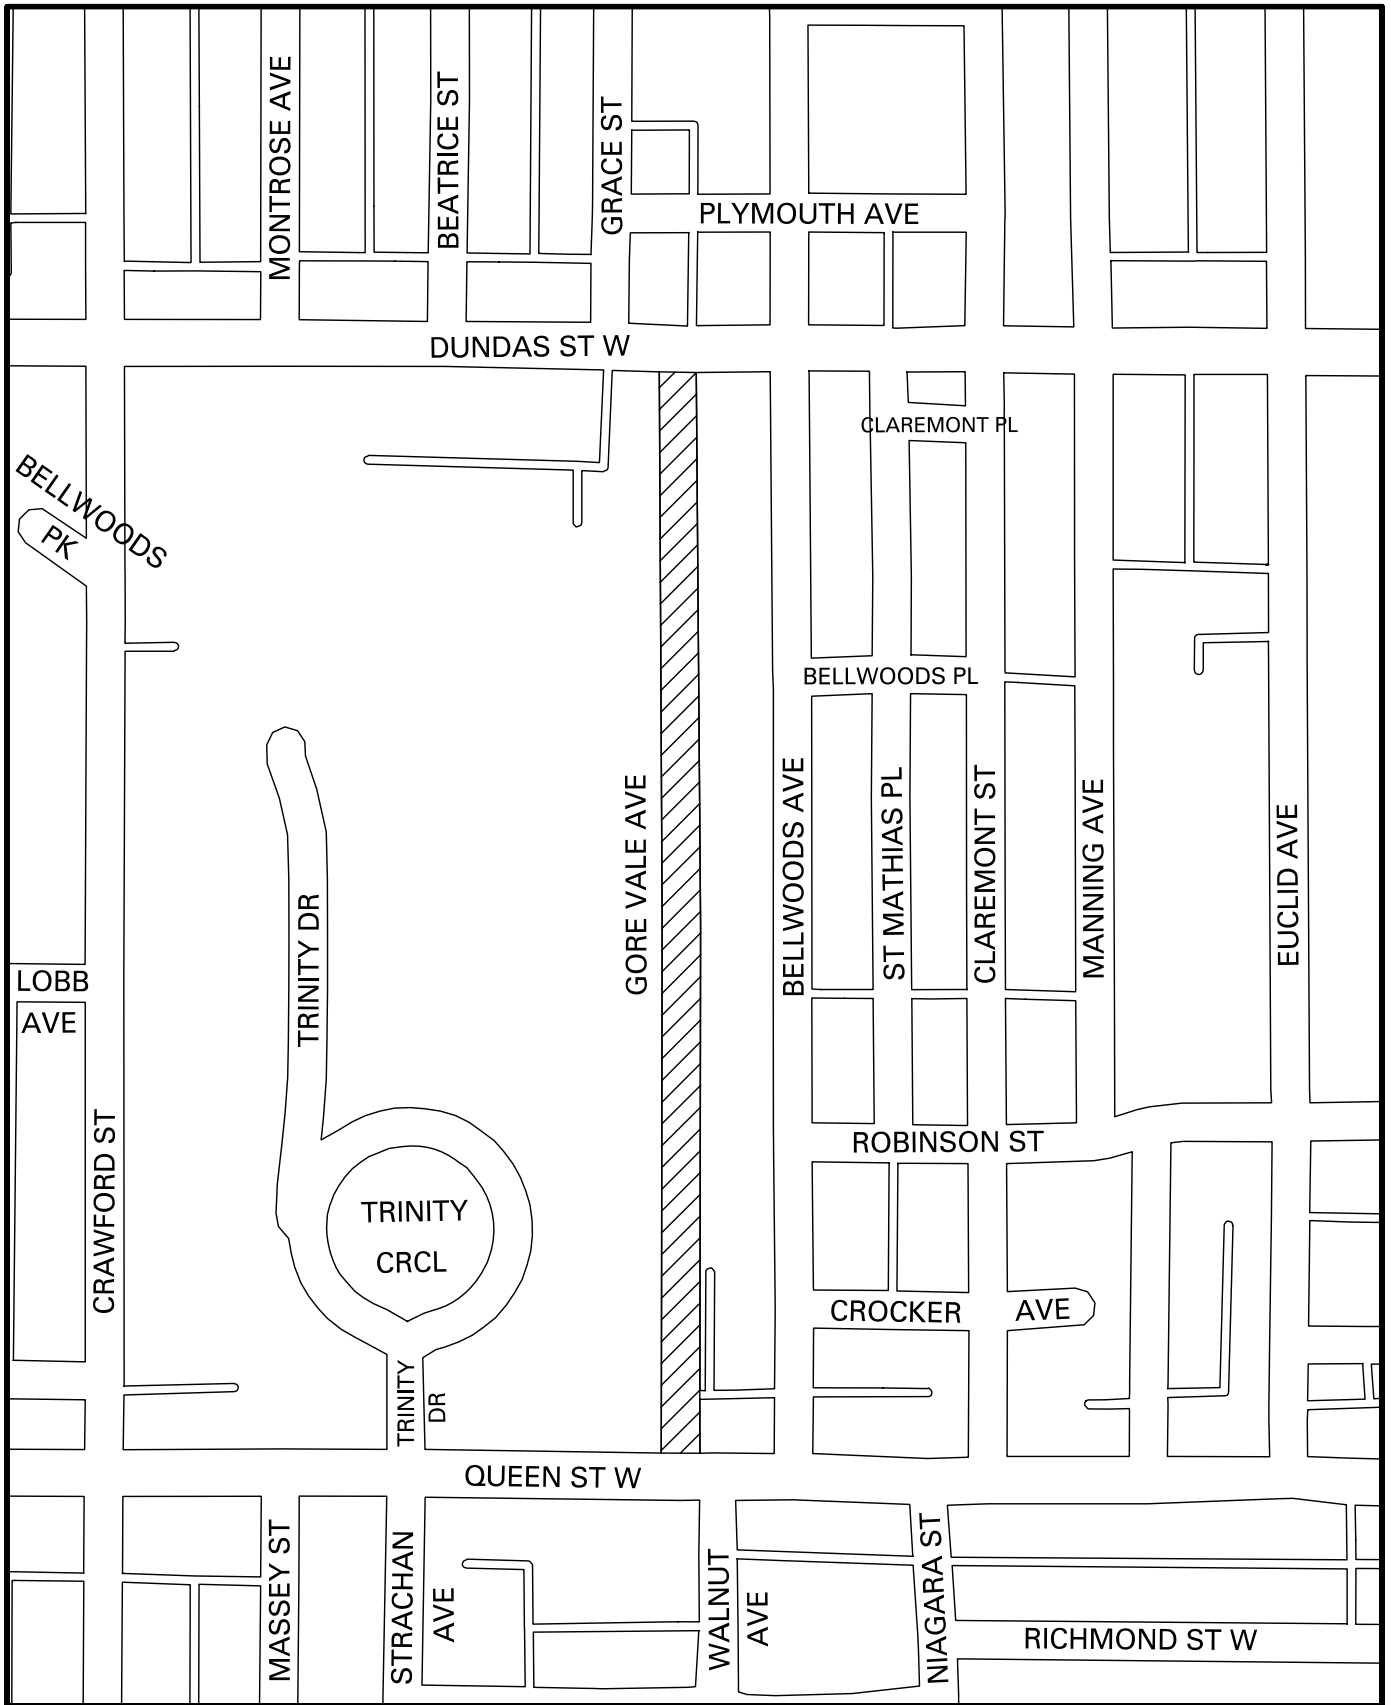 MONTROSE AVE
BEATRICE ST
GRACE ST
PLYMOUTH AVE
DUNDAS ST W
CLAREMONT PL
BELLWOODS
PK
BELLWOODS PL
GORE VALE AVE
BELLWOODS AVE
ST MATHIAS PL
CLAREMONT ST
MANNING AVE
EUCLID AVE
TRINITY DR
LOBB
AVE
CRAWFORD ST
ROBINSON ST
TRINITY
CRCL
CROCKER AVE
TRINITY
DR
QUEEN ST W
MASSEY ST
STRACHAN
AVE
WALNUT
AVE
NIAGARA ST
RICHMOND ST W